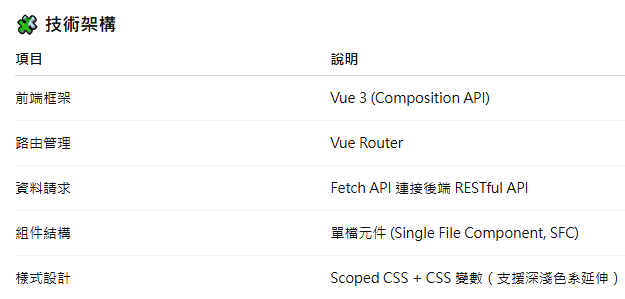 技術架構
項目 說明
前端框架 Vue 3 (Composition API)
路由管理 Vue Router
資料請求 Fetch API 連接後端 RESTful API
組件結構 單檔元件 (Single File Component, SFC)
樣式設計 Scoped CSS + CSS 變數（支援深淺色系延伸）